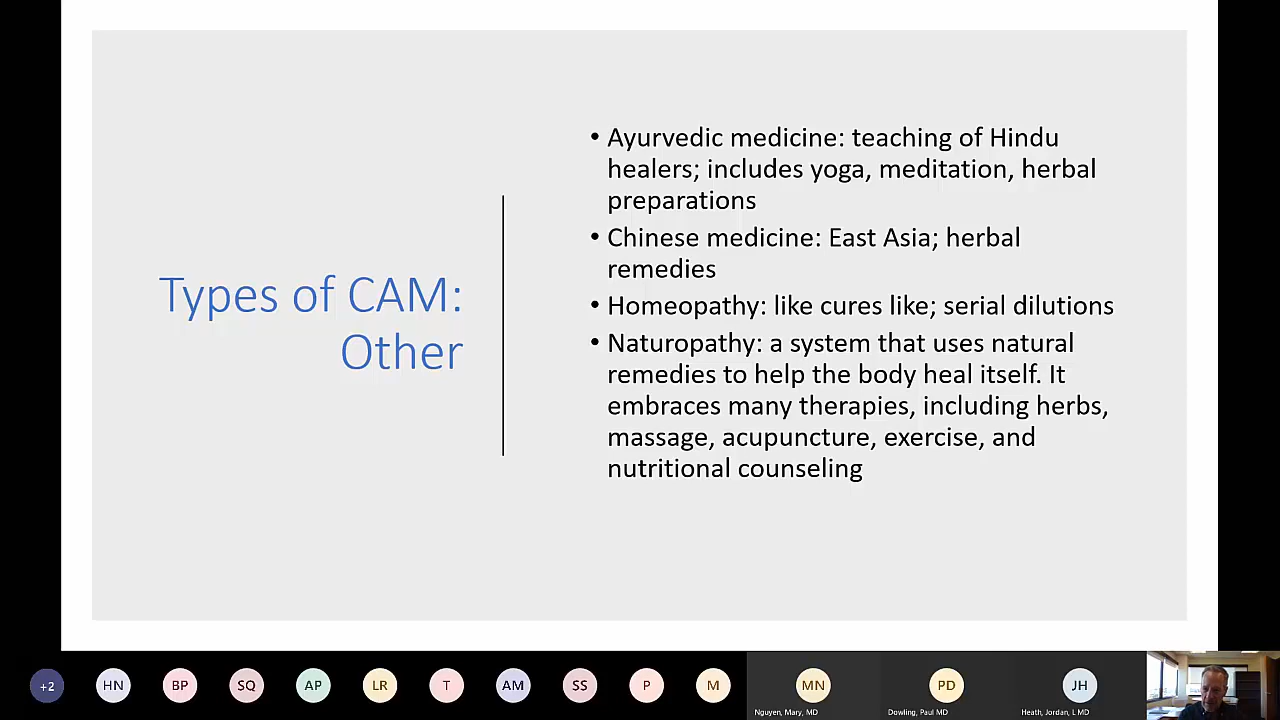 Types of CAM:
Other
• Ayurvedic medicine: teaching of Hindu
healers; includes yoga, meditation, herbal
preparations
• Chinese medicine: East Asia; herbal
remedies
• Homeopathy: like cures like; serial dilutions
• Naturopathy: a system that uses natural
remedies to help the body heal itself. It
embraces many therapies, including herbs,
massage, acupuncture, exercise, and
nutritional counseling
+2 HN BP SQ AP LR T AM SS P M MN PD JH
Nguyen, Mary, MD Dowling, Paul MD Heath, Jordan, L MD